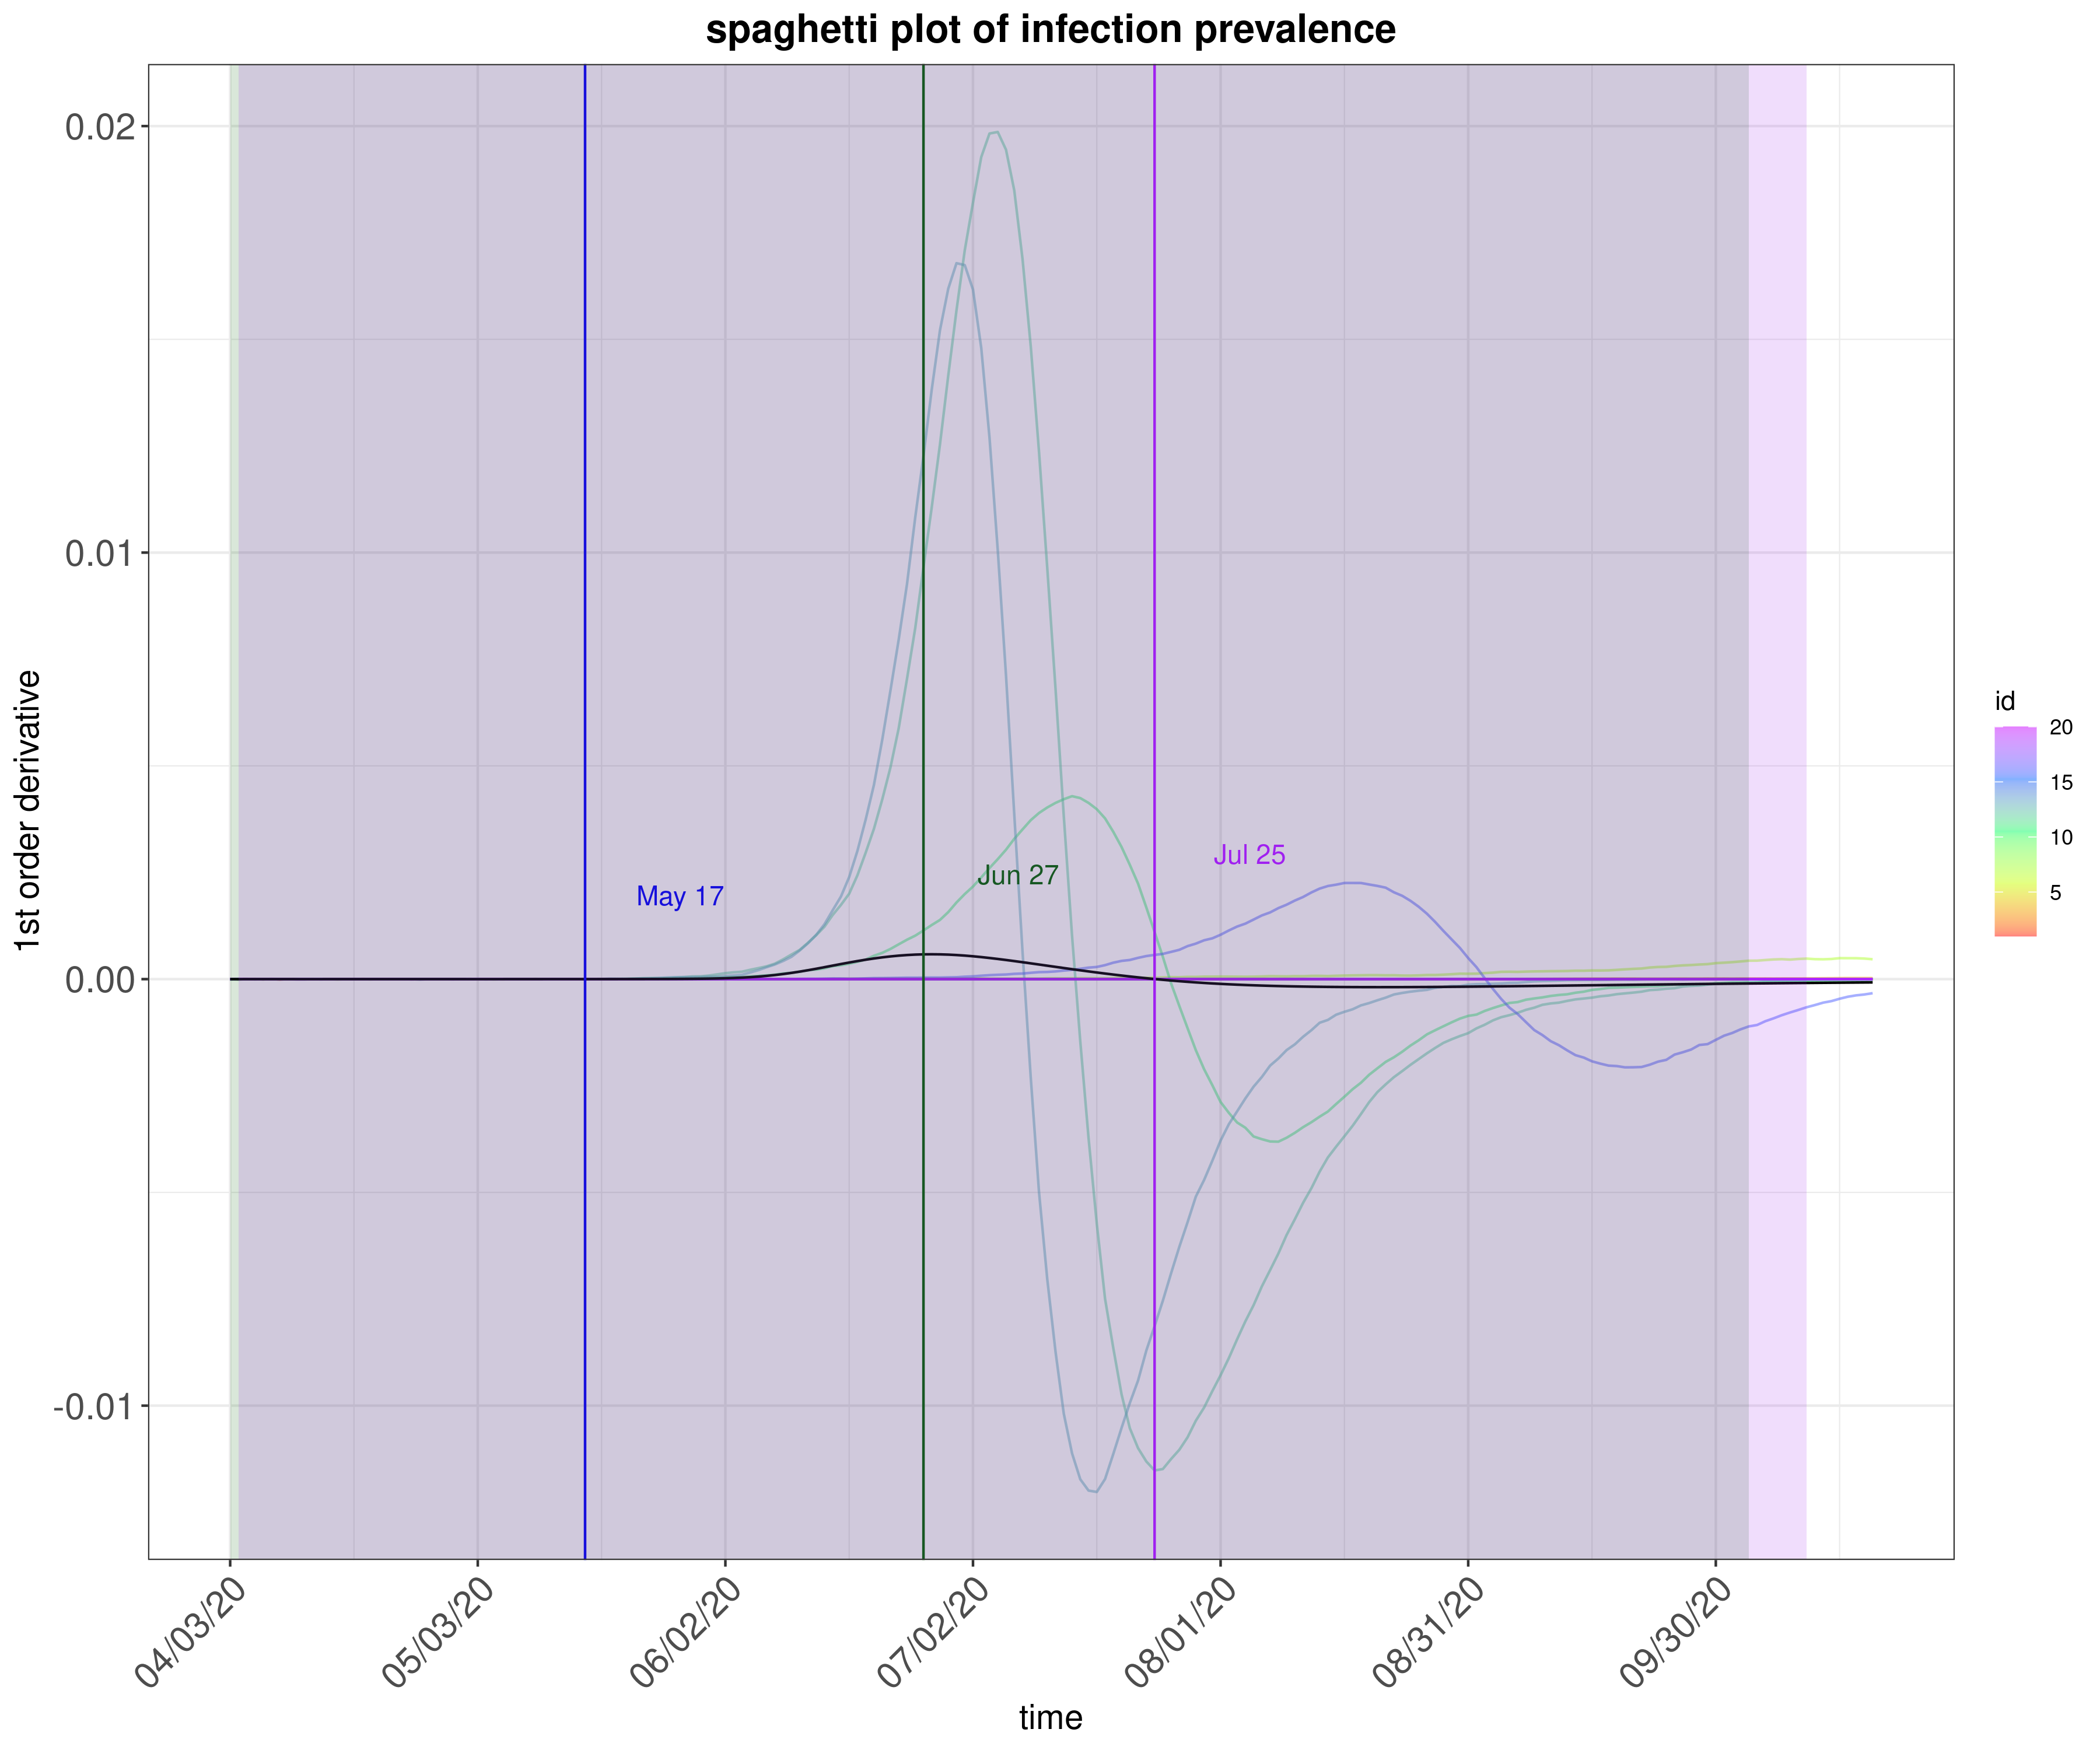 spaghetti plot of infection prevalence
1st order derivative
0.02
0.01
0.00
-0.01
May 17
Jun 27
Jul 25
04/03/20
05/03/20
06/02/20
07/02/20
08/01/20
08/31/20
09/30/20
time
id
20
15
10
5